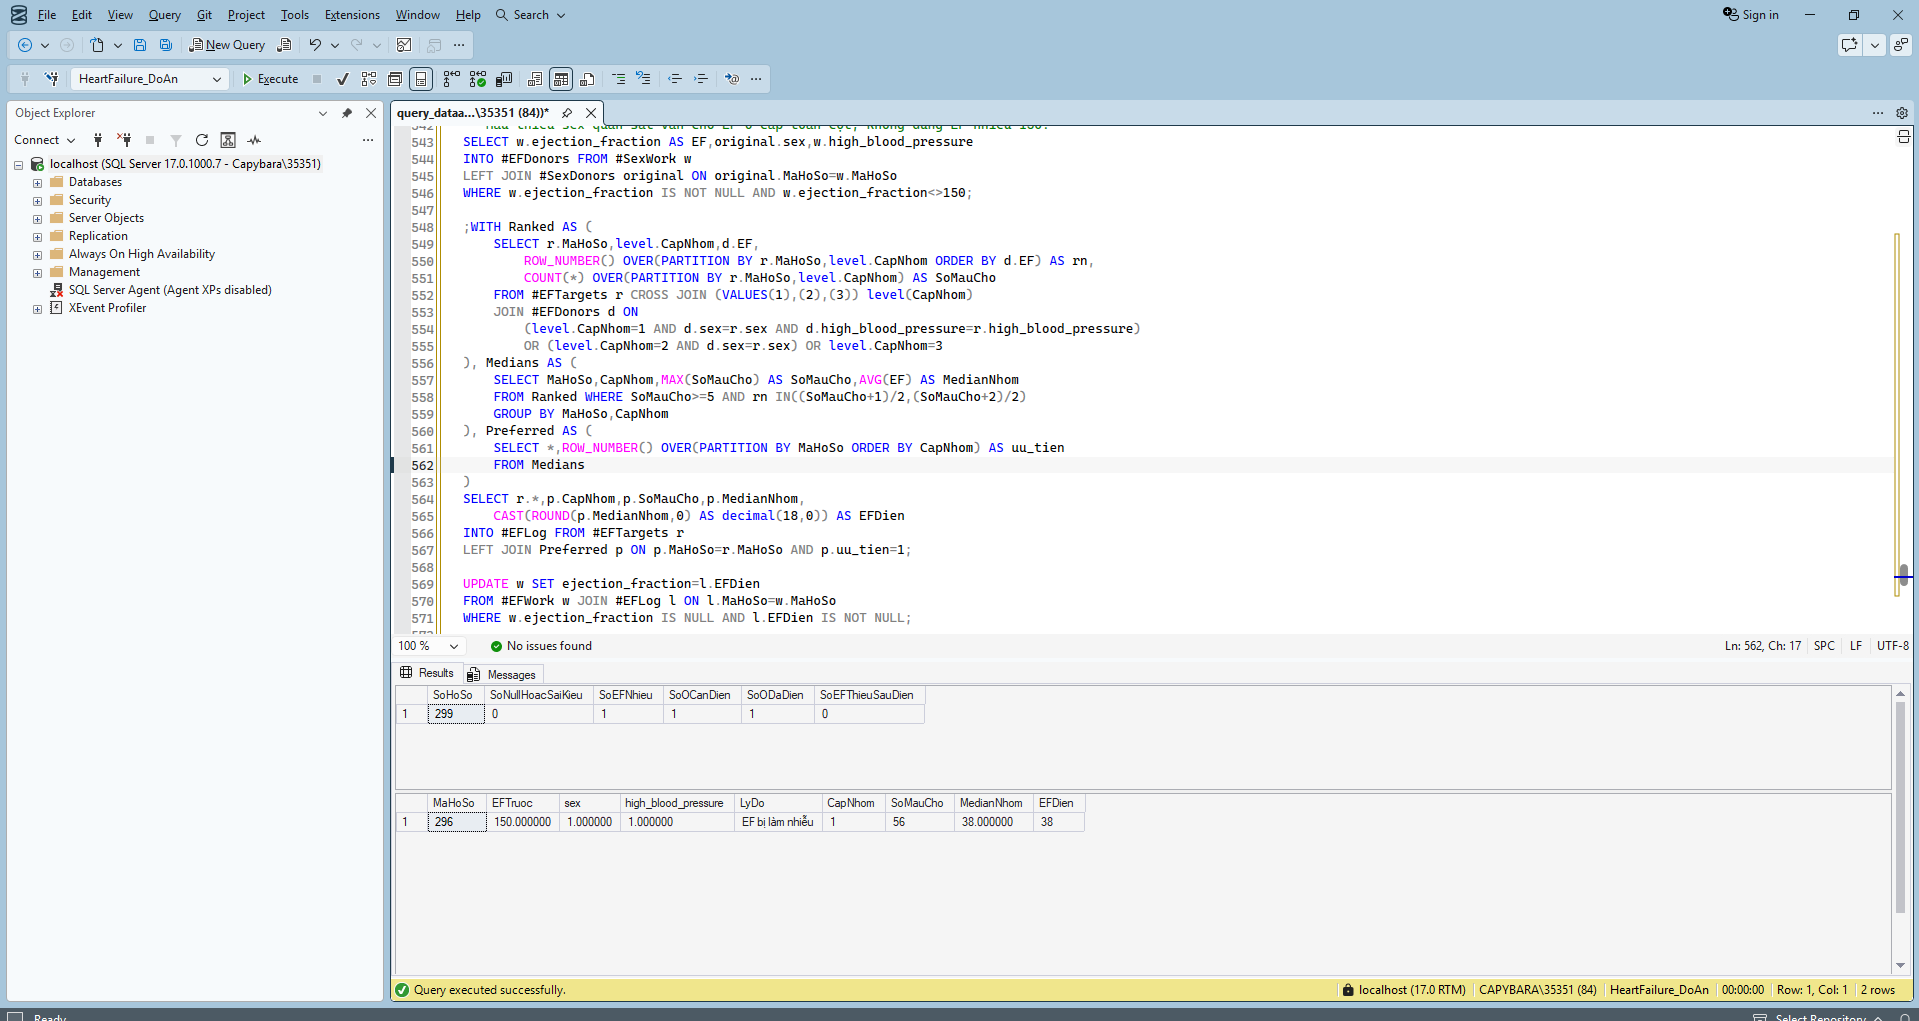 File Edit View Query Git Project Tools Extensions Window Help Search Sign in
New Query
HeartFailure_DoAn Execute
Object Explorer
Connect
localhost (SQL Server 17.0.1000.7 - Capybara\35351)
Databases
Security
Server Objects
Replication
Always On High Availability
Management
SQL Server Agent (Agent XPs disabled)
XEvent Profiler
query_dataa...\35351 (84))*
543 SELECT w.ejection_fraction AS EF,original.sex,w.high_blood_pressure
544 INTO #EFDonors FROM #SexWork w
545 LEFT JOIN #SexDonors original ON original.MaHoSo=w.MaHoSo
546 WHERE w.ejection_fraction IS NOT NULL AND w.ejection_fraction<>150;
547
548 ;WITH Ranked AS (
549 SELECT r.MaHoSo,level.CapNhom,d.EF,
550 ROW_NUMBER() OVER(PARTITION BY r.MaHoSo,level.CapNhom ORDER BY d.EF) AS rn,
551 COUNT(*) OVER(PARTITION BY r.MaHoSo,level.CapNhom) AS SoMauCho
552 FROM #EFTargets r CROSS JOIN (VALUES(1),(2),(3)) level(CapNhom)
553 JOIN #EFDonors d ON
554 (level.CapNhom=1 AND d.sex=r.sex AND d.high_blood_pressure=r.high_blood_pressure)
555 OR (level.CapNhom=2 AND d.sex=r.sex) OR level.CapNhom=3
556 ), Medians AS (
557 SELECT MaHoSo,CapNhom,MAX(SoMauCho) AS SoMauCho,AVG(EF) AS MedianNhom
558 FROM Ranked WHERE SoMauCho>=5 AND rn IN((SoMauCho+1)/2,(SoMauCho+2)/2)
559 GROUP BY MaHoSo,CapNhom
560 ), Preferred AS (
561 SELECT *,ROW_NUMBER() OVER(PARTITION BY MaHoSo ORDER BY CapNhom) AS uu_tien
562 FROM Medians
563 )
564 SELECT r.*,p.CapNhom,p.SoMauCho,p.MedianNhom,
565 CAST(ROUND(p.MedianNhom,0) AS decimal(18,0)) AS EFDien
566 INTO #EFLog FROM #EFTargets r
567 LEFT JOIN Preferred p ON p.MaHoSo=r.MaHoSo AND p.uu_tien=1;
568
569 UPDATE w SET ejection_fraction=l.EFDien
570 FROM #EFWork w JOIN #EFLog l ON l.MaHoSo=w.MaHoSo
571 WHERE w.ejection_fraction IS NULL AND l.EFDien IS NOT NULL;
100 % No issues found Ln: 562, Ch: 17 SPC LF UTF-8
Results Messages
SoHoSo SoNullHoacSaiKieu SoEFNhieu SoOCanDien SoODaDien SoEFThieuSauDien
1 299 0 1 1 1 0
MaHoSo EFTruoc sex high_blood_pressure LyDo CapNhom SoMauCho MedianNhom EFDien
1 296 150.000000 1.000000 1.000000 EF bị làm nhiễu 1 56 38.000000 38
Query executed successfully. localhost (17.0 RTM) CAPYBARA\35351 (84) HeartFailure_DoAn 00:00:00 Row: 1, Col: 1 2 rows
Ready Select Repository